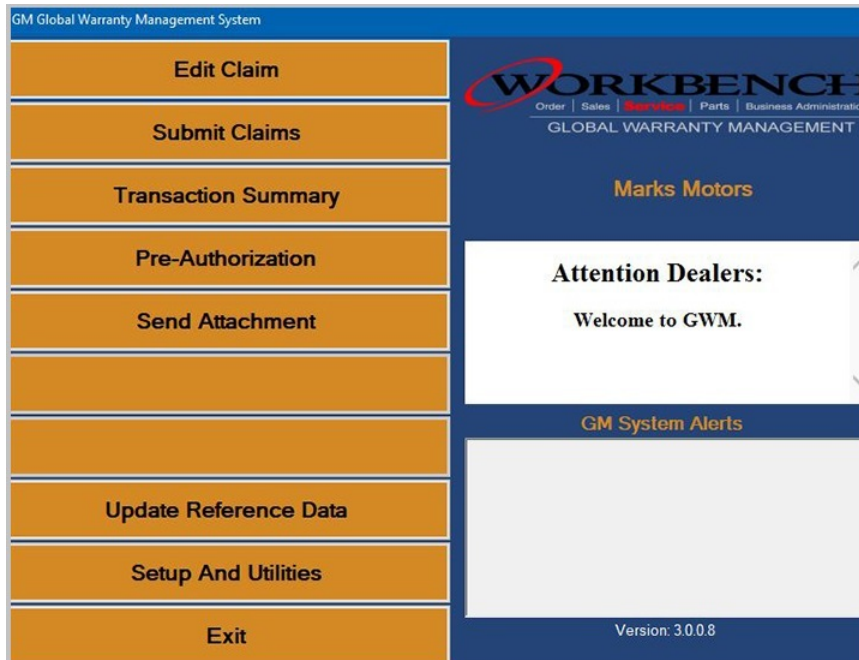 GM Global Warranty Management System
Edit Claim
Submit Claims
Transaction Summary
Pre-Authorization
Send Attachment
Update Reference Data
Setup And Utilities
Exit
WORKBENCH
Order | Sales | Service | Parts | Business Administratio
GLOBAL WARRANTY MANAGEMENT
Marks Motors
Attention Dealers:
Welcome to GWM.
GM System Alerts
Version: 3.0.0.8